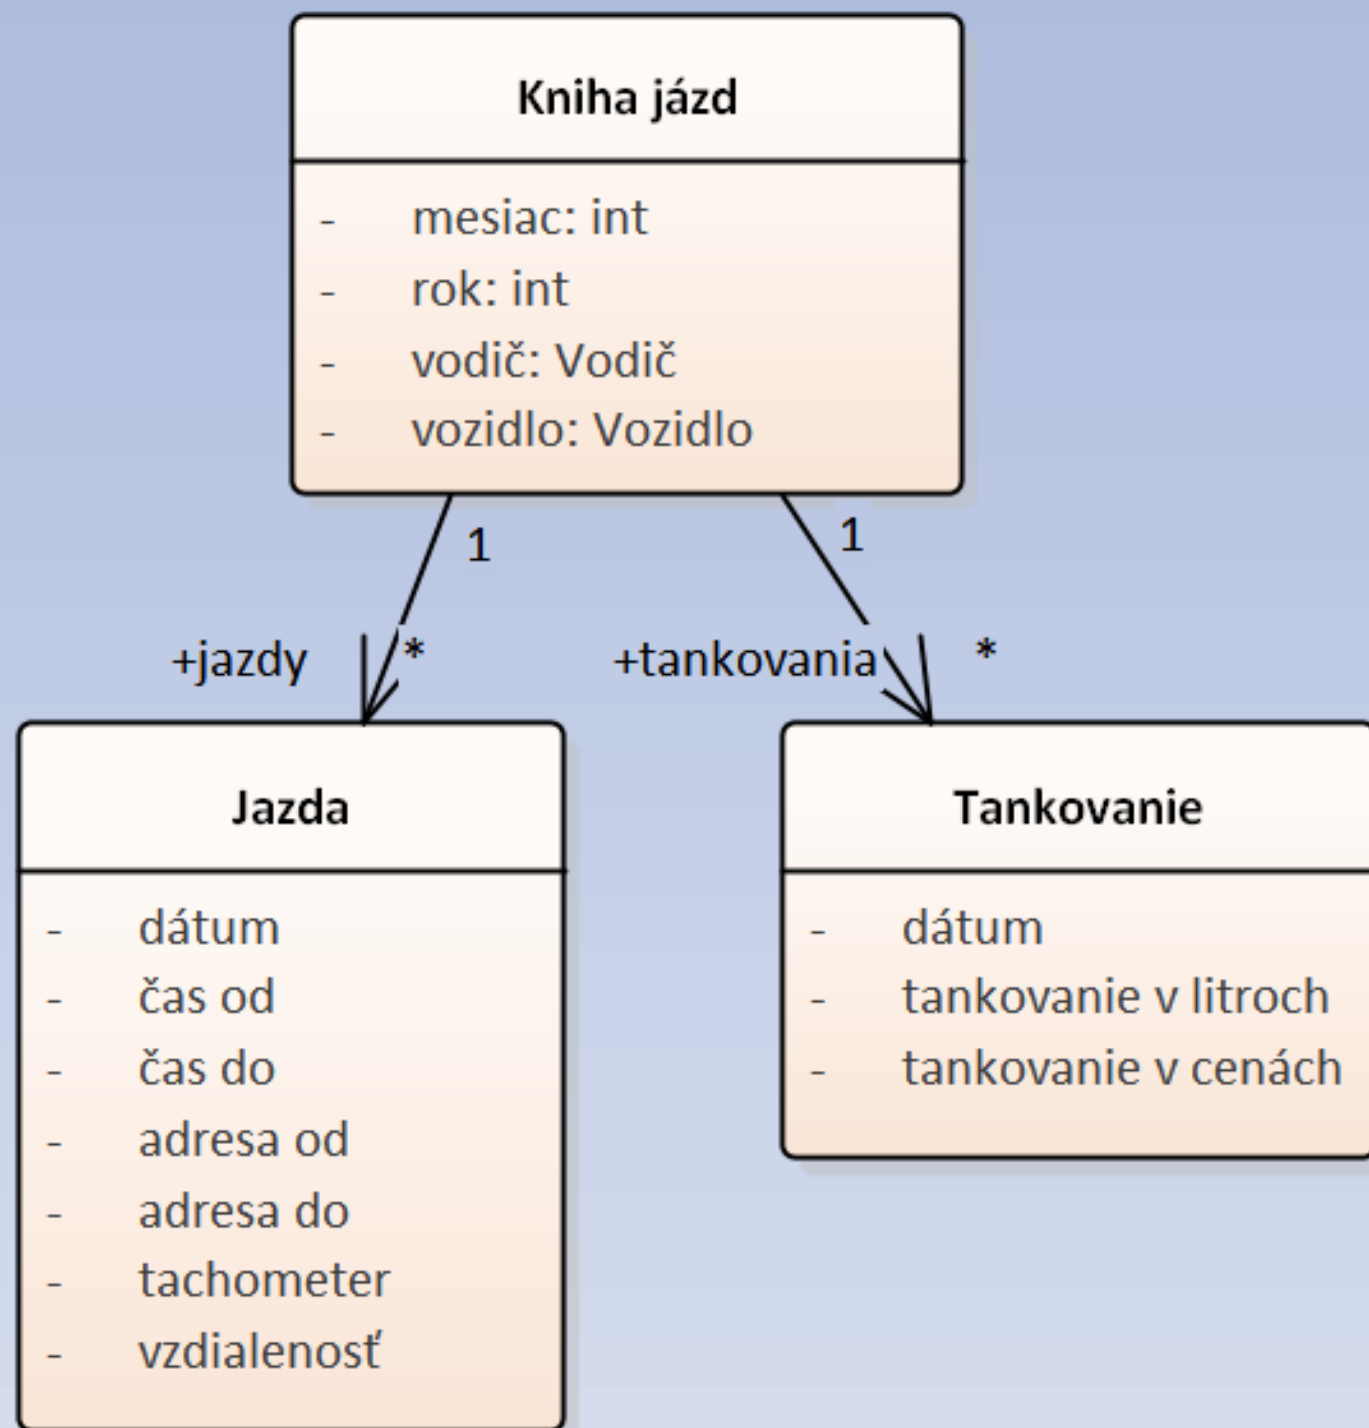 Kniha jázd
- mesiac: int
- rok: int
- vodič: Vodič
- vozidlo: Vozidlo
1
1
+jazdy
*
+tankovania
*
Jazda
- dátum
- čas od
- čas do
- adresa od
- adresa do
- tachometer
- vzdialenosť
Tankovanie
- dátum
- tankovanie v litroch
- tankovanie v cenách